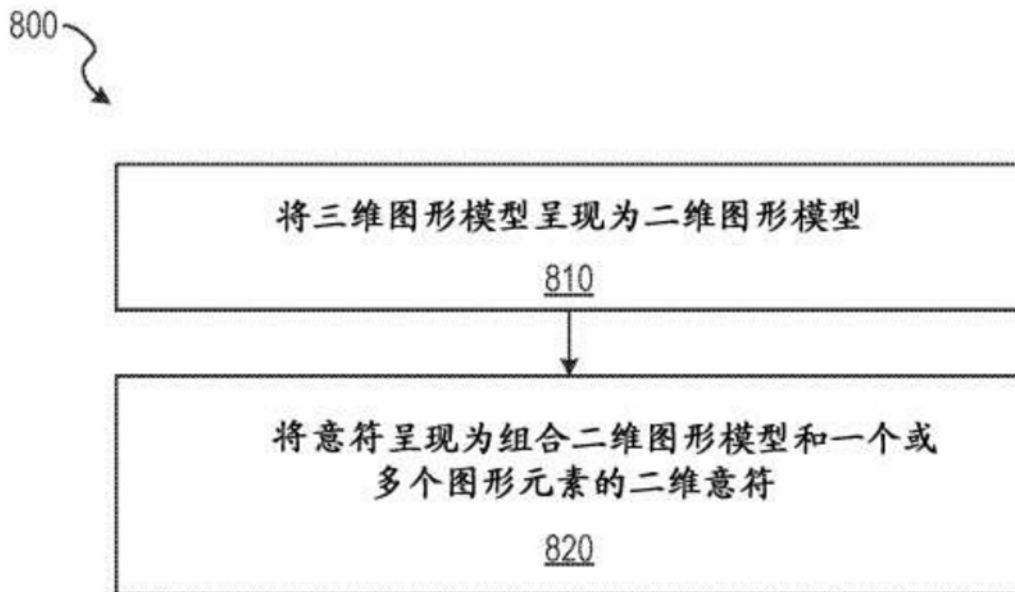 800
将三维图形模型呈现为二维图形模型
810
将意符呈现为组合二维图形模型和一个或
多个图形元素的二维意符
820